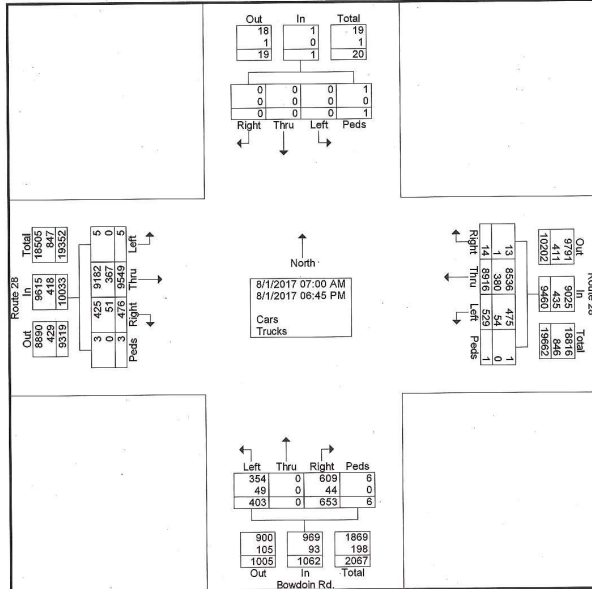 Out In Total
18 1 19
1 0 1
19 1 20
0 0 0 1
0 0 0 0
0 0 0 1
Right Thru Left Peds
Route 28
Total In Out
18505 9615 8890
847 418 429
19352 10033 9319
5 9182 425 3
0 367 51 0
5 9549 476 3
Left Thru Right Peds
North
8/1/2017 07:00 AM
8/1/2017 06:45 PM
Cars
Trucks
Right Thru Left Peds
14 8916 529 1
1 380 54 0
13 8536 475 1
Out In Total
9791 9025 18816
411 435 846
10202 9460 19662
Route 28
Left Thru Right Peds
354 0 609 6
49 0 44 0
403 0 653 6
900 969 1869
105 93 198
1005 1062 2067
Out In Total
Bowdoin Rd.